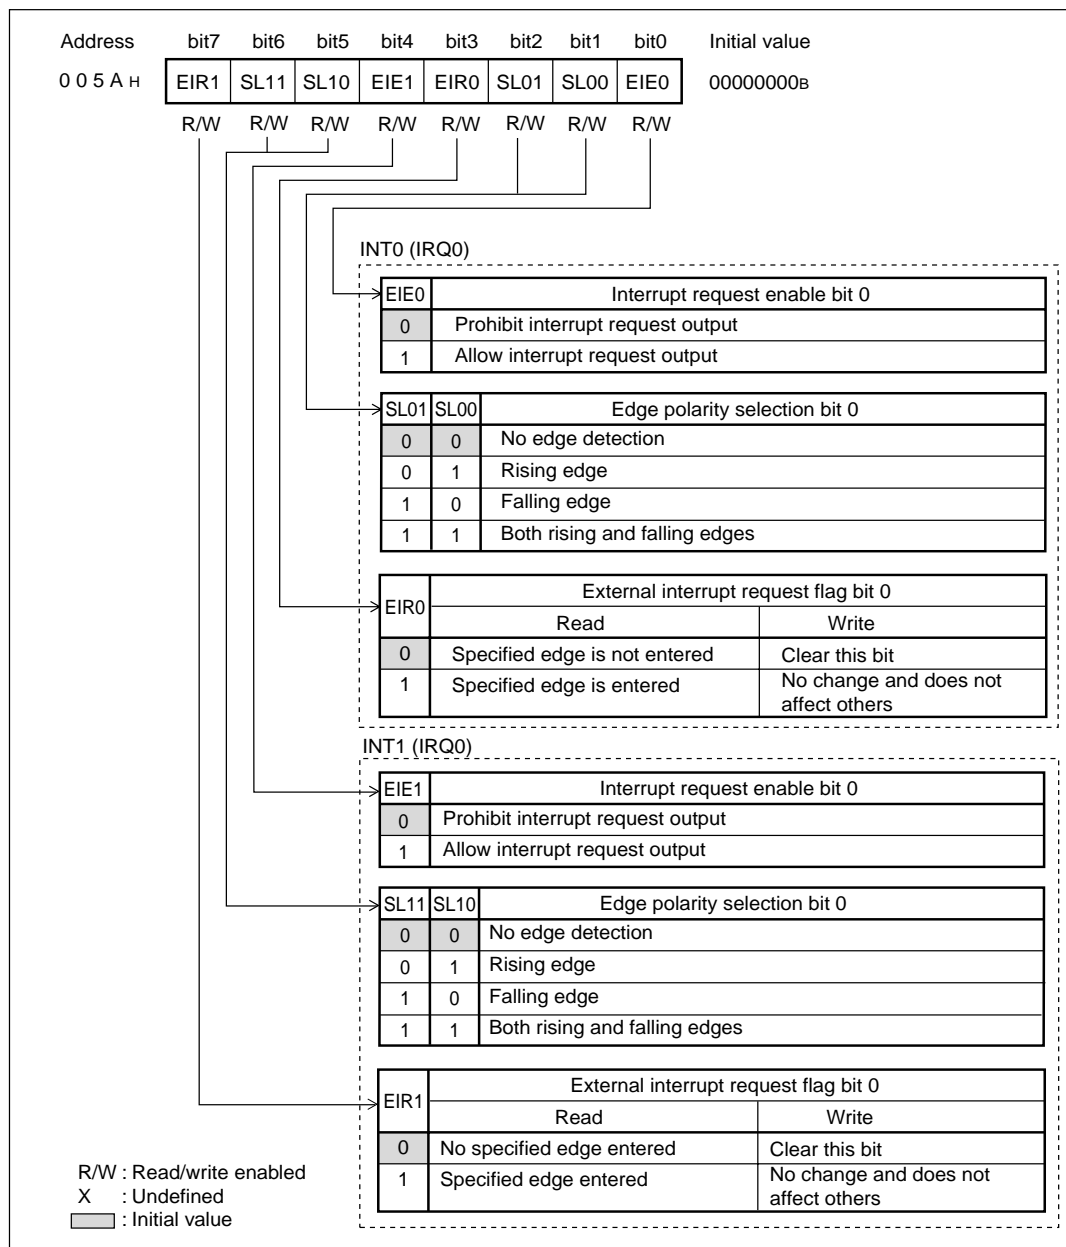 Address bit7 bit6 bit5 bit4 bit3 bit2 bit1 bit0 Initial value
0 0 5 A H EIR1 SL11 SL10 EIE1 EIR0 SL01 SL00 EIE0 00000000B
R/W R/W R/W R/W R/W R/W R/W R/W
INT0 (IRQ0)
EIE0 Interrupt request enable bit 0
0 Prohibit interrupt request output
1 Allow interrupt request output
SL01 SL00 Edge polarity selection bit 0
0 0 No edge detection
0 1 Rising edge
1 0 Falling edge
1 1 Both rising and falling edges
EIR0 External interrupt request flag bit 0
Read Write
0 Specified edge is not entered Clear this bit
1 Specified edge is entered No change and does not
affect others
INT1 (IRQ0)
EIE1 Interrupt request enable bit 0
0 Prohibit interrupt request output
1 Allow interrupt request output
SL11 SL10 Edge polarity selection bit 0
0 0 No edge detection
0 1 Rising edge
1 0 Falling edge
1 1 Both rising and falling edges
EIR1 External interrupt request flag bit 0
Read Write
0 No specified edge entered Clear this bit
1 Specified edge entered No change and does not
affect others
R/W : Read/write enabled
X : Undefined
: Initial value